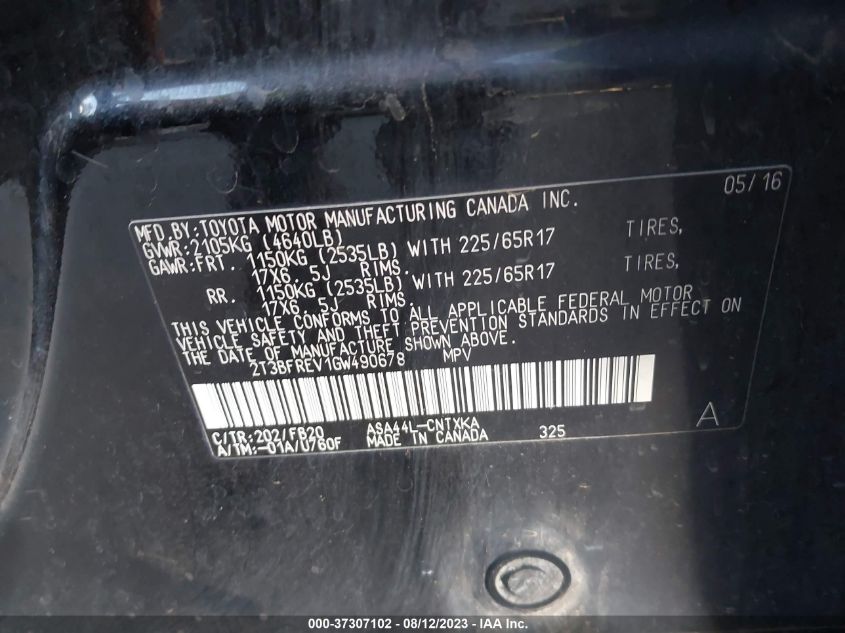 05/16
MFD.BY:TOYOTA MOTOR MANUFACTURING CANADA INC.
GVWR:2105KG (4640LB)
GAWR:FRT. 1150KG (2535LB) WITH 225/65R17 TIRES,
17X6. 5J RIMS.
RR. 1150KG (2535LB) WITH 225/65R17 TIRES,
17X6. 5J RIMS.
THIS VEHICLE CONFORMS TO ALL APPLICABLE FEDERAL MOTOR
VEHICLE SAFETY AND THEFT PREVENTION STANDARDS IN EFFECT ON
THE DATE OF MANUFACTURE SHOWN ABOVE.
2T3BFREV1GW490678 MPV
C/TR:202/FB20 ASA44L-CNTXKA A
A/TM:-01A/U760F MADE IN CANADA 325
000-37307102 - 08/12/2023 - IAA Inc.